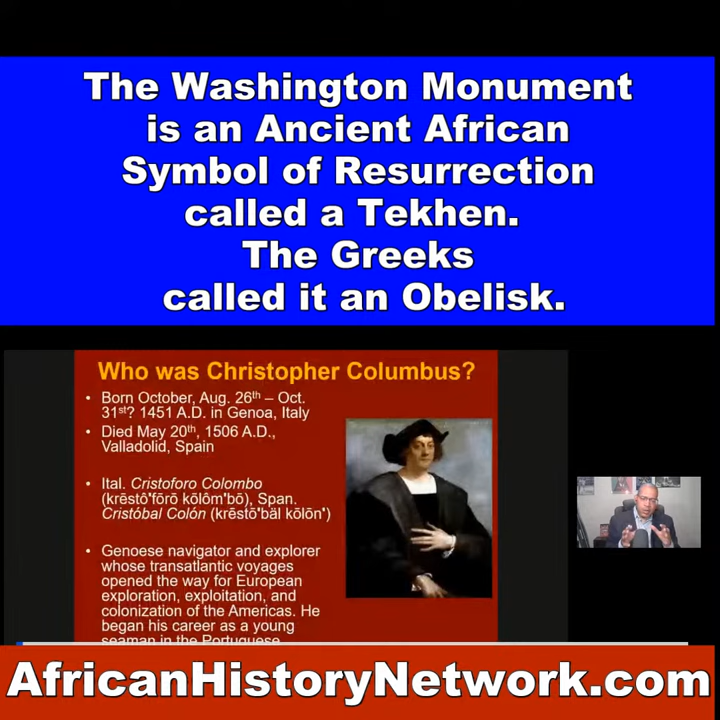 The Washington Monument
is an Ancient African
Symbol of Resurrection
called a Tekhen.
The Greeks
called it an Obelisk.
Who was Christopher Columbus?
• Born October, Aug. 26th – Oct.
31st? 1451 A.D. in Genoa, Italy
• Died May 20th, 1506 A.D.,
Valladolid, Spain
• Ital. Cristoforo Colombo
(krēstô'fōrō kōlôm'bō), Span.
Cristóbal Colón (krēstō'bäl kōlōn')
• Genoese navigator and explorer
whose transatlantic voyages
opened the way for European
exploration, exploitation, and
colonization of the Americas. He
began his career as a young
seaman in the Portuguese
AfricanHistoryNetwork.com